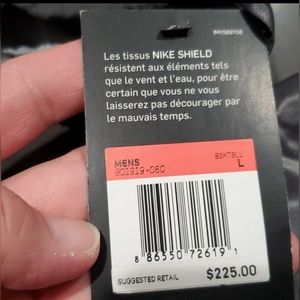 Les tissus NIKE SHIELD
résistent aux éléments tels
que le vent et l'eau, pour être
certain que vous ne vous
laisserez pas décourager par
le mauvais temps.
MENS BSKTBLL
801919-060 L
8 86550 72619 1
SUGGESTED RETAIL $225.00